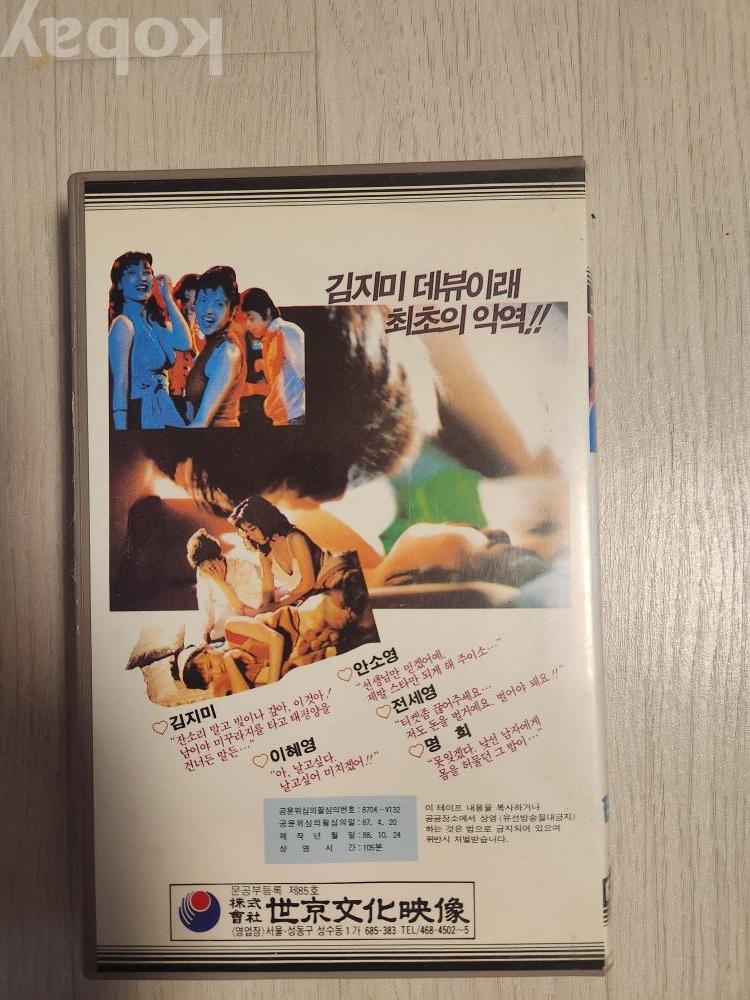 kobay
김지미 데뷔이래
최초의 악역!!
안소영
"선생님만 믿겠어예.
제발 스타만 되게 해 주이소…"
전세영
"티켓좀 끊어주세요…
저도 돈을 벌거예요. 벌어야 돼요!!"
명 희
"못잊겠다. 낯선 남자에게
몸을 허물던 그 밤이…"
김지미
"잔소리 말고 빚이나 갚아, 이것아!
남이야 미꾸라지를 타고 태평양을
건너든 말든…"
이혜영
"아, 날고싶다.
날고싶어 미치겠어!!"
공윤위심의필심의번호 : 8704-V132
공윤위심의필심의일 : 87. 4. 20
제 작 년 월 일 : 88. 10. 24
상 영 시 간 : 105분
이 테이프 내용을 복사하거나
공공장소에서 상영 (유선방송절대금지)
하는 것은 법으로 금지되어 있으며
위반시 처벌받습니다.
문공부등록 제85호
株式會社 世京文化映像
(영업장) 서울·성동구 성수동 1가 685-383 TEL/468-4502~5